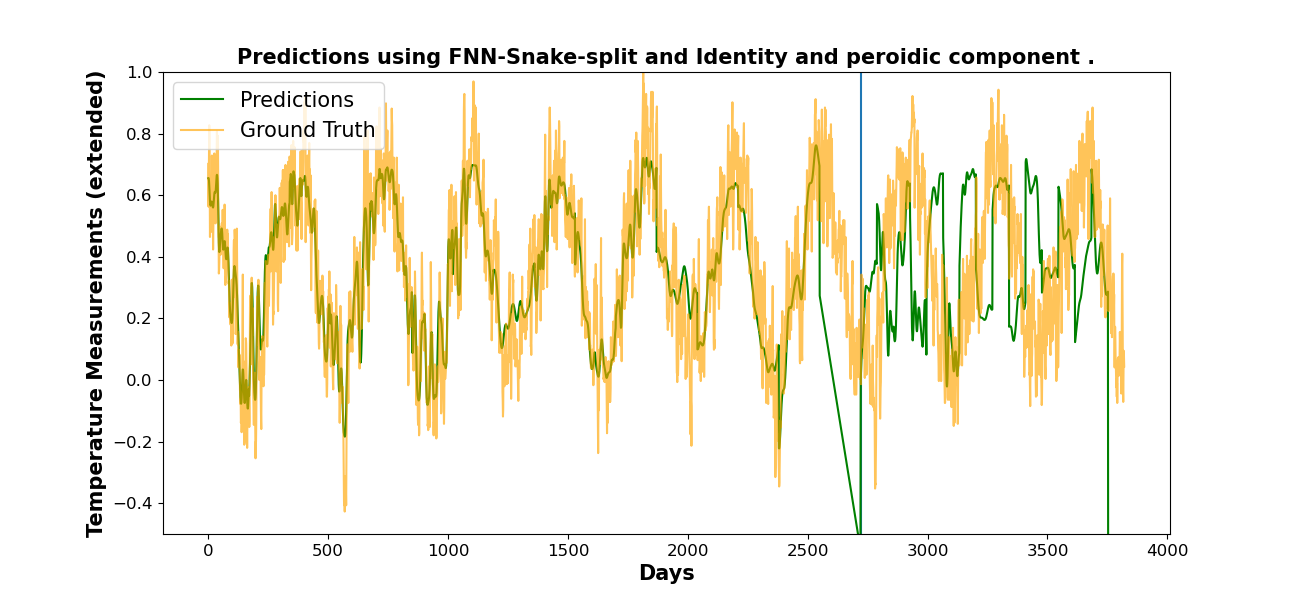 Predictions using FNN-Snake-split and Identity and peroidic component .
Temperature Measurements (extended)
1.0
0.8
0.6
0.4
0.2
0.0
−0.2
−0.4
Predictions
Ground Truth
0 500 1000 1500 2000 2500 3000 3500 4000
Days